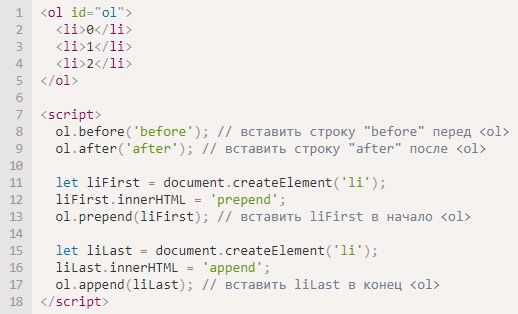 1 <ol id="ol">
2   <li>0</li>
3   <li>1</li>
4   <li>2</li>
5 </ol>
6
7 <script>
8   ol.before('before'); // вставить строку "before" перед <ol>
9   ol.after('after'); // вставить строку "after" после <ol>
10
11   let liFirst = document.createElement('li');
12   liFirst.innerHTML = 'prepend';
13   ol.prepend(liFirst); // вставить liFirst в начало <ol>
14
15   let liLast = document.createElement('li');
16   liLast.innerHTML = 'append';
17   ol.append(liLast); // вставить liLast в конец <ol>
18 </script>